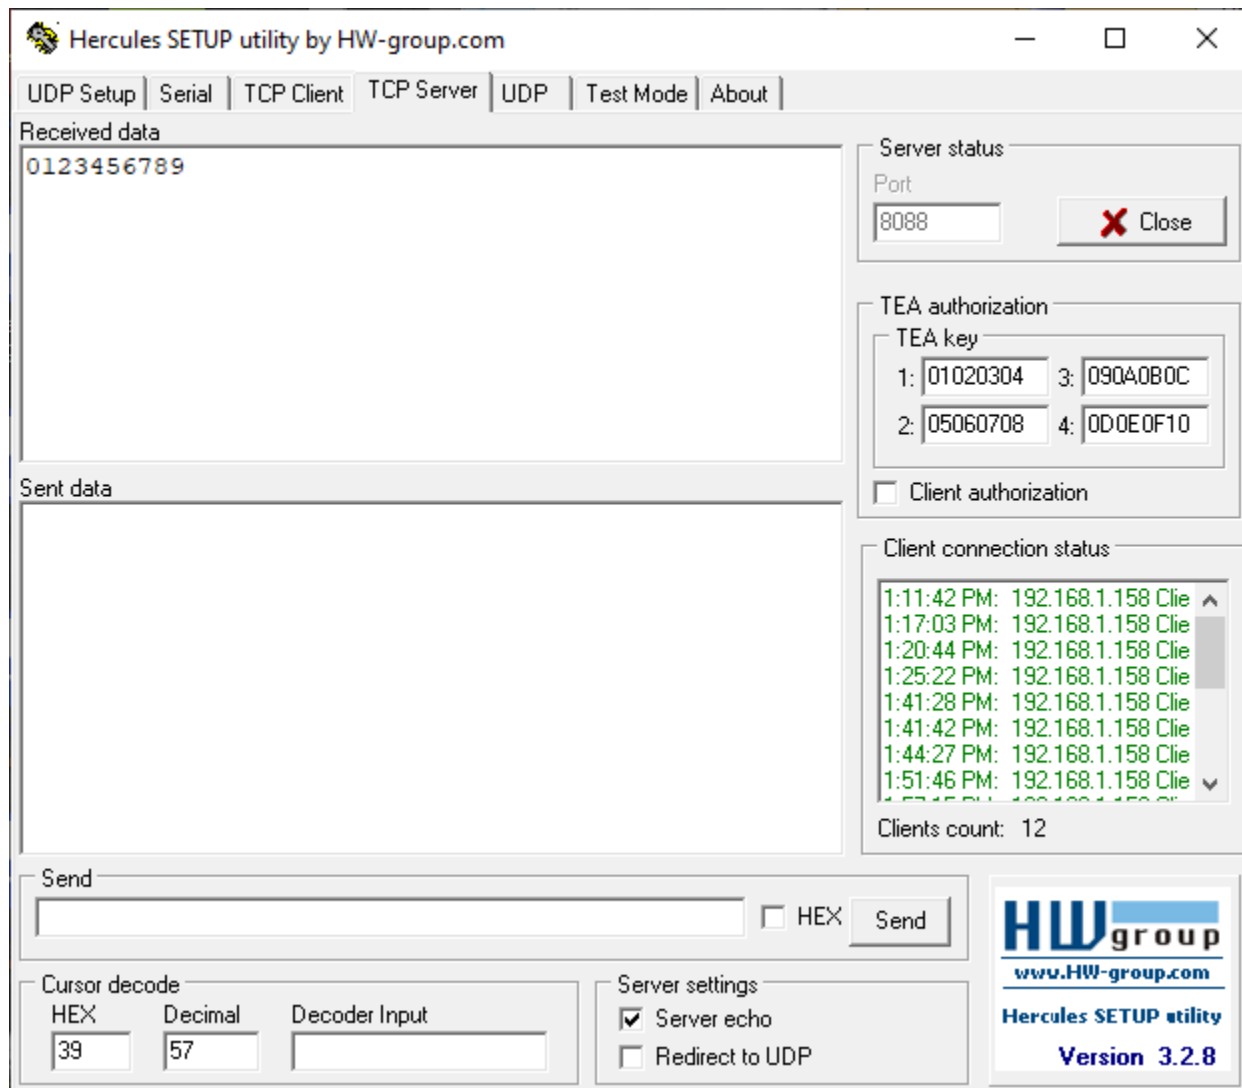 Hercules SETUP utility by HW-group.com
UDP Setup Serial TCP Client TCP Server UDP Test Mode About
Received data
0123456789
Server status
Port
8088
Close
TEA authorization
TEA key
1: 01020304 3: 090A0B0C
2: 05060708 4: 0D0E0F10
Client authorization
Sent data
Client connection status
1:11:42 PM: 192.168.1.158 Clie
1:17:03 PM: 192.168.1.158 Clie
1:20:44 PM: 192.168.1.158 Clie
1:25:22 PM: 192.168.1.158 Clie
1:41:28 PM: 192.168.1.158 Clie
1:41:42 PM: 192.168.1.158 Clie
1:44:27 PM: 192.168.1.158 Clie
1:51:46 PM: 192.168.1.158 Clie
Clients count: 12
Send
HEX Send
Cursor decode
HEX Decimal Decoder Input
39 57
Server settings
Server echo
Redirect to UDP
HW group
www.HW-group.com
Hercules SETUP utility
Version 3.2.8